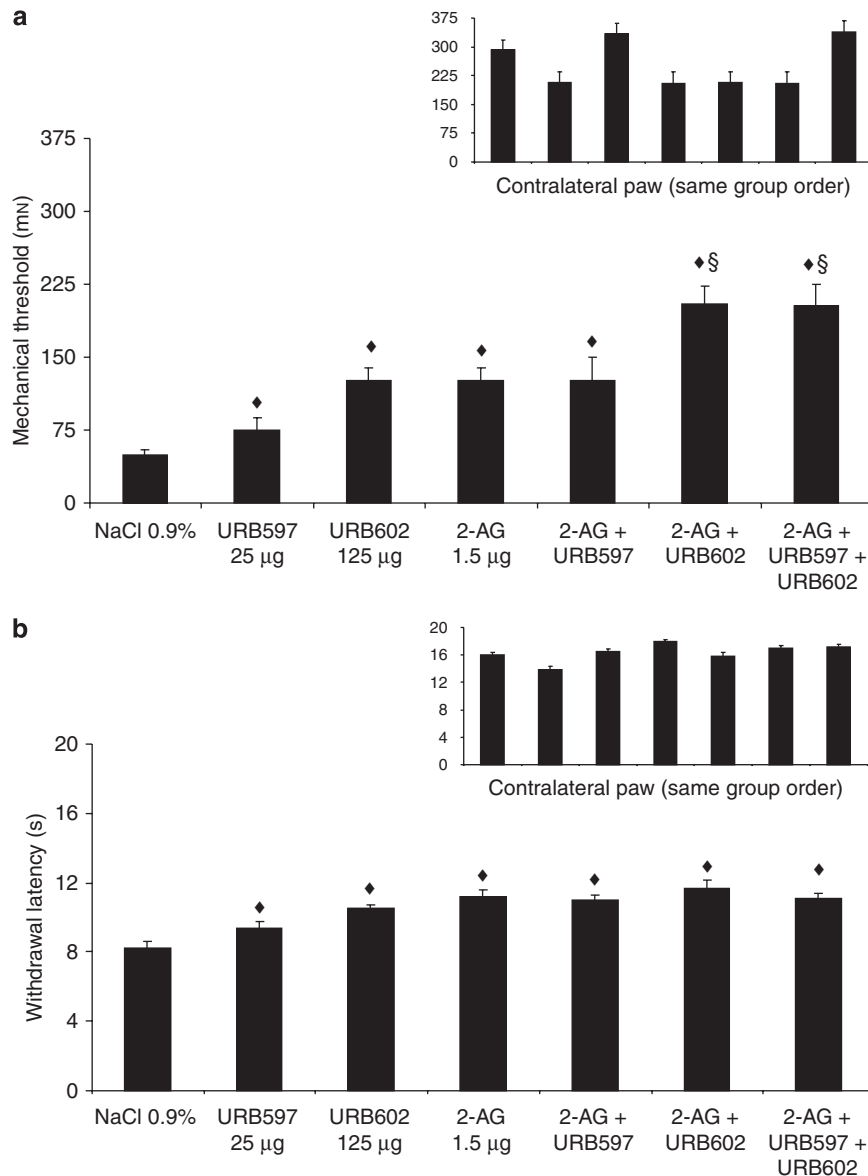 a
375
300
225
150
75
0
Contralateral paw (same group order)
375
300
225
150
75
0
Mechanical threshold (mN)
♦
♦
♦
♦
♦§
♦§
NaCl 0.9%
URB597
25 μg
URB602
125 μg
2-AG
1.5 μg
2-AG +
URB597
2-AG +
URB602
2-AG +
URB597 +
URB602
b
20
16
12
8
4
0
Contralateral paw (same group order)
20
16
12
8
4
0
Withdrawal latency (s)
♦
♦
♦
♦
♦
♦
NaCl 0.9%
URB597
25 μg
URB602
125 μg
2-AG
1.5 μg
2-AG +
URB597
2-AG +
URB602
2-AG +
URB597 +
URB602